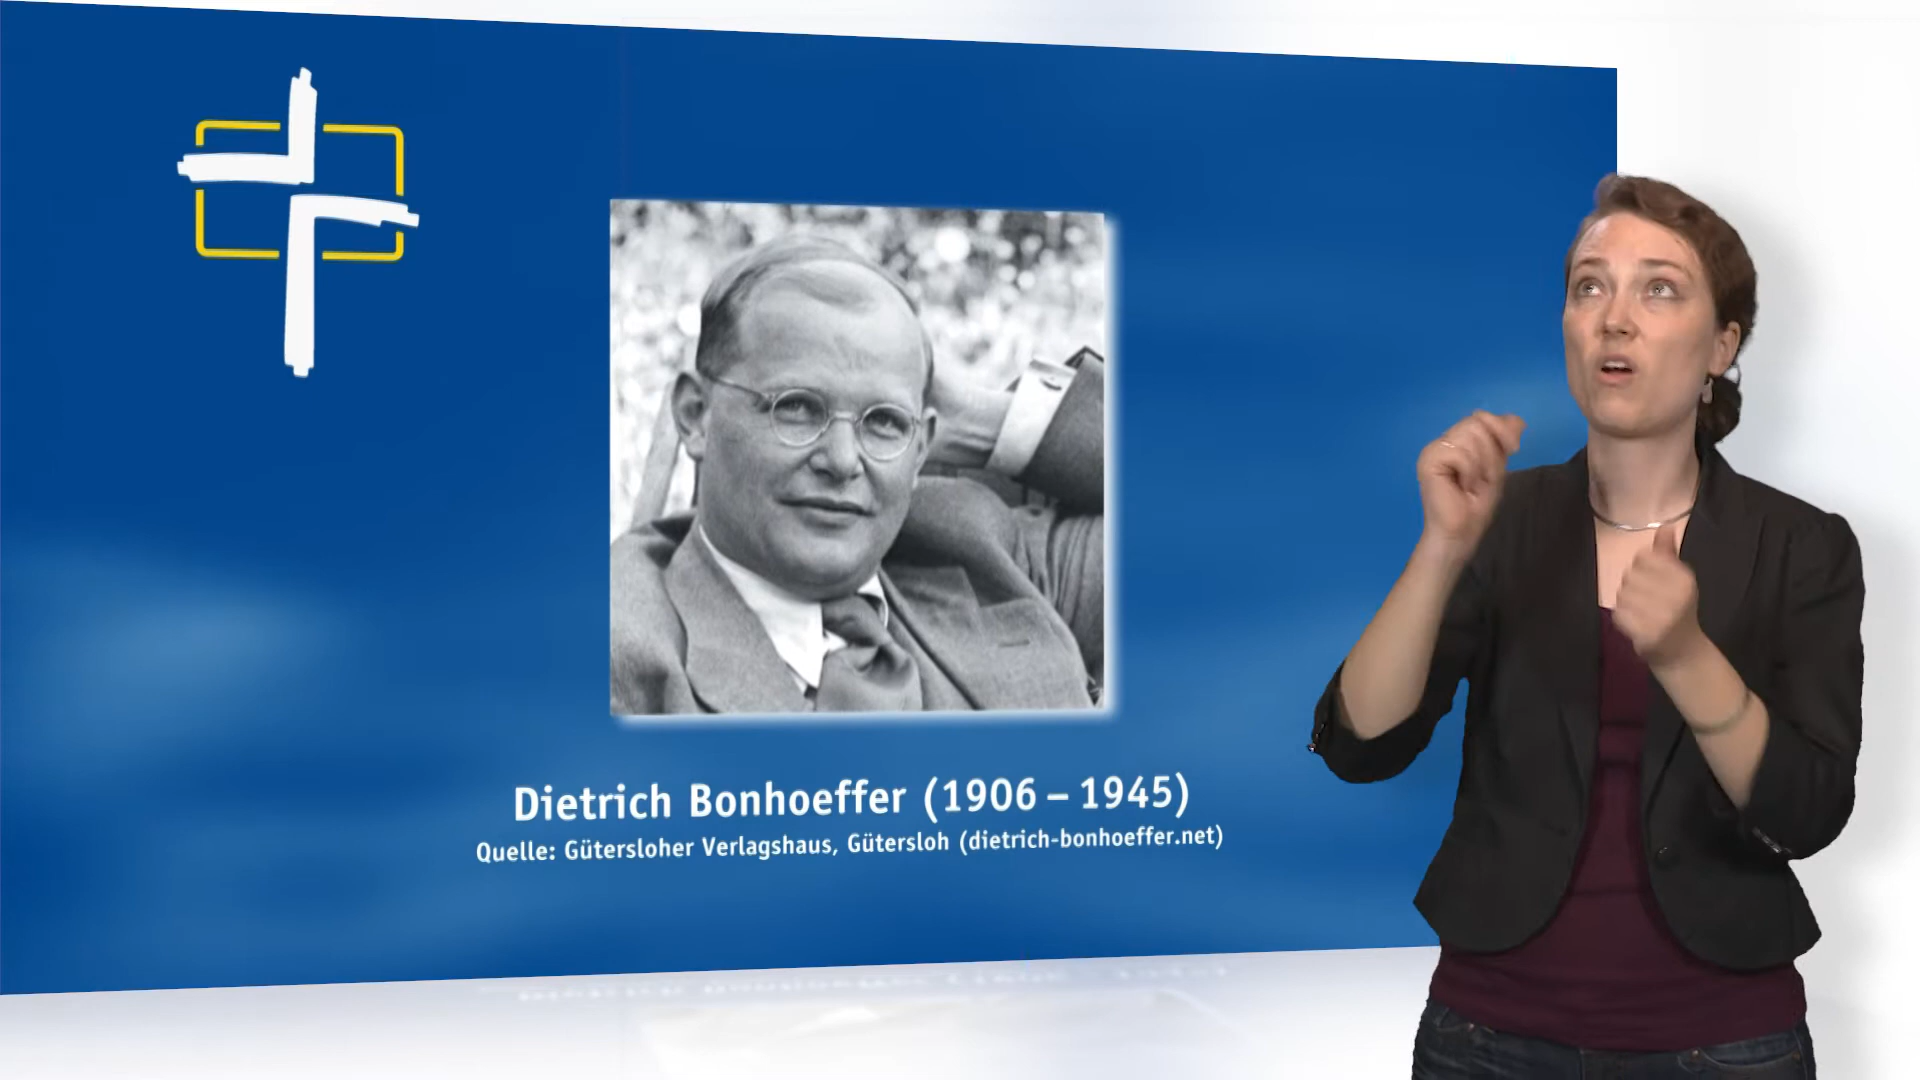 Dietrich Bonhoeffer (1906 – 1945)
Quelle: Gütersloher Verlagshaus, Gütersloh (dietrich-bonhoeffer.net)